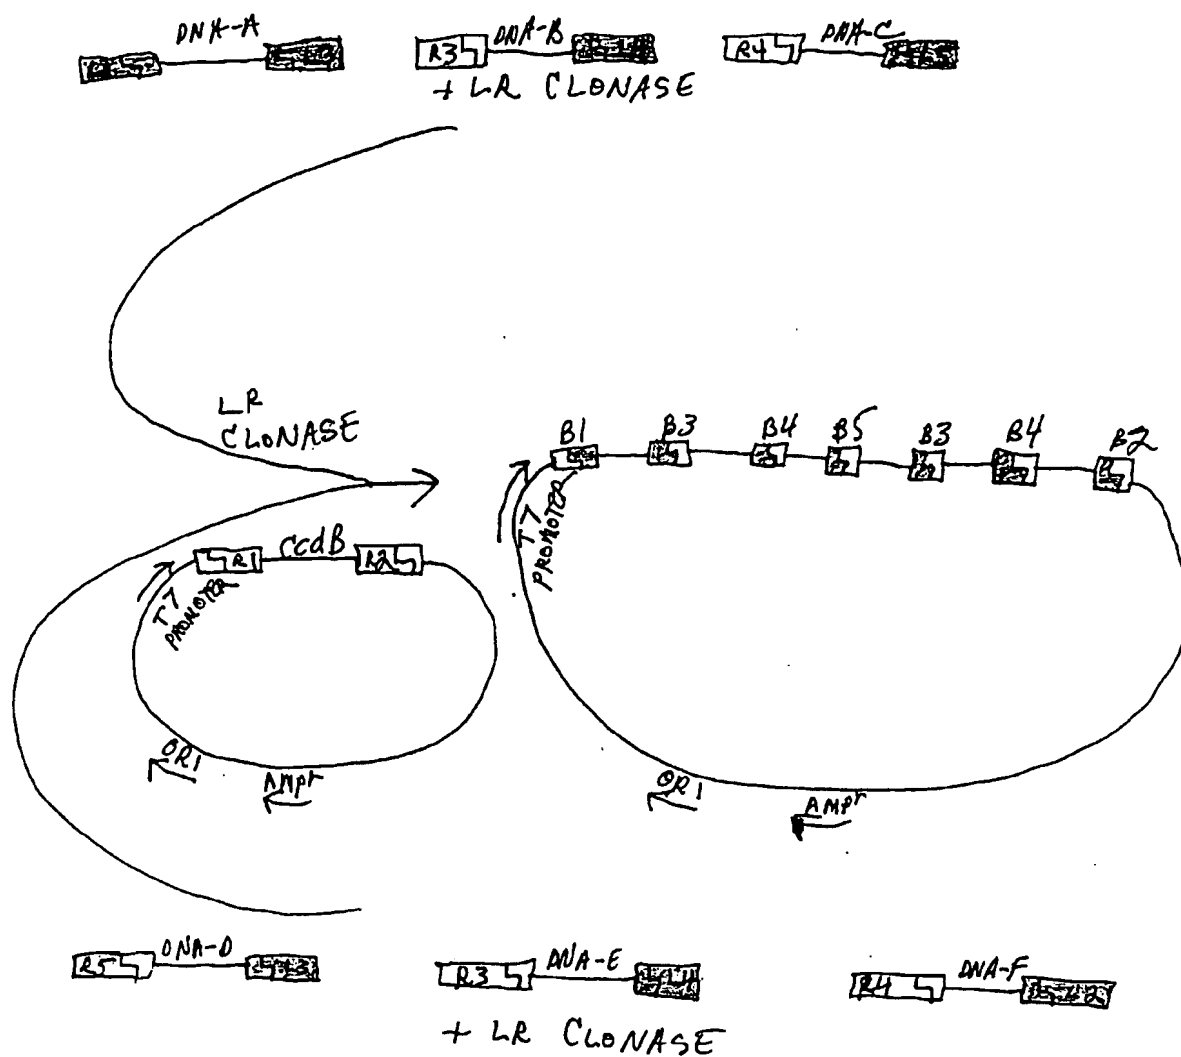 DNA-A
DNA-B
DNA-C
R3
R4
+ LR CLONASE
LR
CLONASE
B1 B3 B4 B5 B3 B4 B2
T7
PROMOTER
R1 ccdB R2
T7
PROMOTER
ORI
AMPr
ORI
AMPr
R5 DNA-D
R3 DNA-E
R4 DNA-F
+ LR CLONASE